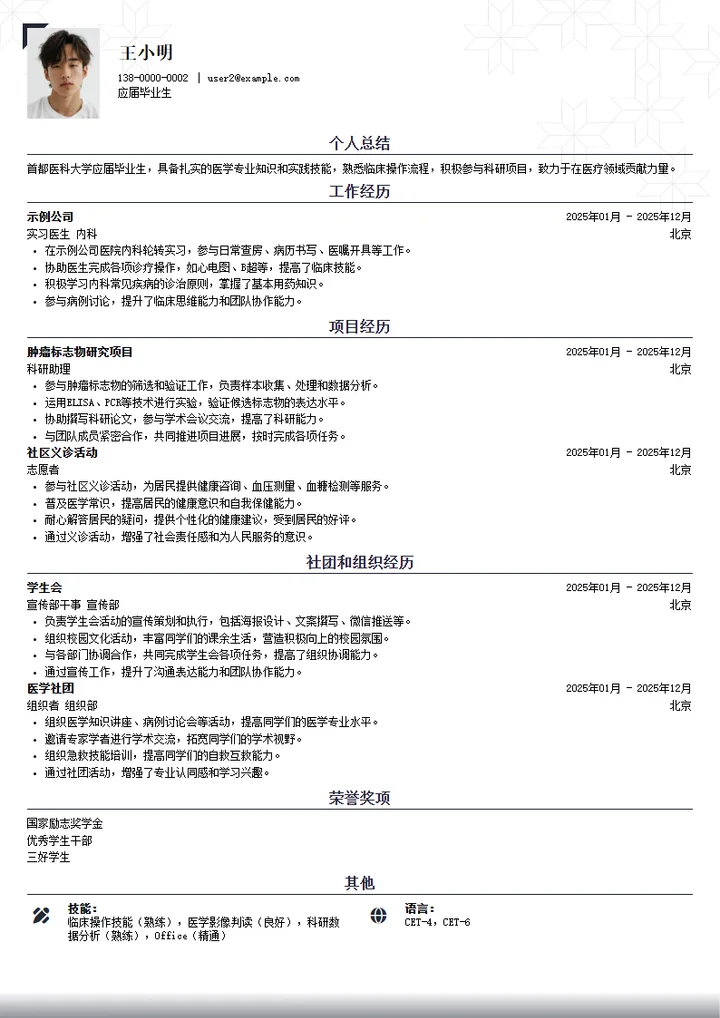 王小明
138-0000-0002 | user2@example.com
应届毕业生
个人总结
首都医科大学应届毕业生，具备扎实的医学专业知识和实践技能，熟悉临床操作流程，积极参与科研项目，致力于在医疗领域贡献力量。
工作经历
示例公司 2025年01月 - 2025年12月
实习医生 内科 北京
• 在示例公司医院内科轮转实习，参与日常查房、病历书写、医嘱开具等工作。
• 协助医生完成各项诊疗操作，如心电图、B超等，提高了临床技能。
• 积极学习内科常见疾病的诊治原则，掌握了基本用药知识。
• 参与病例讨论，提升了临床思维能力和团队协作能力。
项目经历
肿瘤标志物研究项目 2025年01月 - 2025年12月
科研助理 北京
• 参与肿瘤标志物的筛选和验证工作，负责样本收集、处理和数据分析。
• 运用ELISA、PCR等技术进行实验，验证候选标志物的表达水平。
• 协助撰写科研论文，参与学术会议交流，提高了科研能力。
• 与团队成员紧密合作，共同推进项目进展，按时完成各项任务。
社区义诊活动 2025年01月 - 2025年12月
志愿者 北京
• 参与社区义诊活动，为居民提供健康咨询、血压测量、血糖检测等服务。
• 普及医学常识，提高居民的健康意识和自我保健能力。
• 耐心解答居民的疑问，提供个性化的健康建议，受到居民的好评。
• 通过义诊活动，增强了社会责任感和为人民服务的意识。
社团和组织经历
学生会 2025年01月 - 2025年12月
宣传部干事 宣传部 北京
• 负责学生会活动的宣传策划和执行，包括海报设计、文案撰写、微信推送等。
• 组织校园文化活动，丰富同学们的课余生活，营造积极向上的校园氛围。
• 与各部门协调合作，共同完成学生会各项任务，提高了组织协调能力。
• 通过宣传工作，提升了沟通表达能力和团队协作能力。
医学社团 2025年01月 - 2025年12月
组织者 组织部 北京
• 组织医学知识讲座、病例讨论会等活动，提高同学们的医学专业水平。
• 邀请专家学者进行学术交流，拓宽同学们的学术视野。
• 组织急救技能培训，提高同学们的自救互救能力。
• 通过社团活动，增强了专业认同感和学习兴趣。
荣誉奖项
国家励志奖学金
优秀学生干部
三好学生
其他
技能：
临床操作技能（熟练），医学影像判读（良好），科研数
据分析（熟练），Office（精通）
语言：
CET-4，CET-6